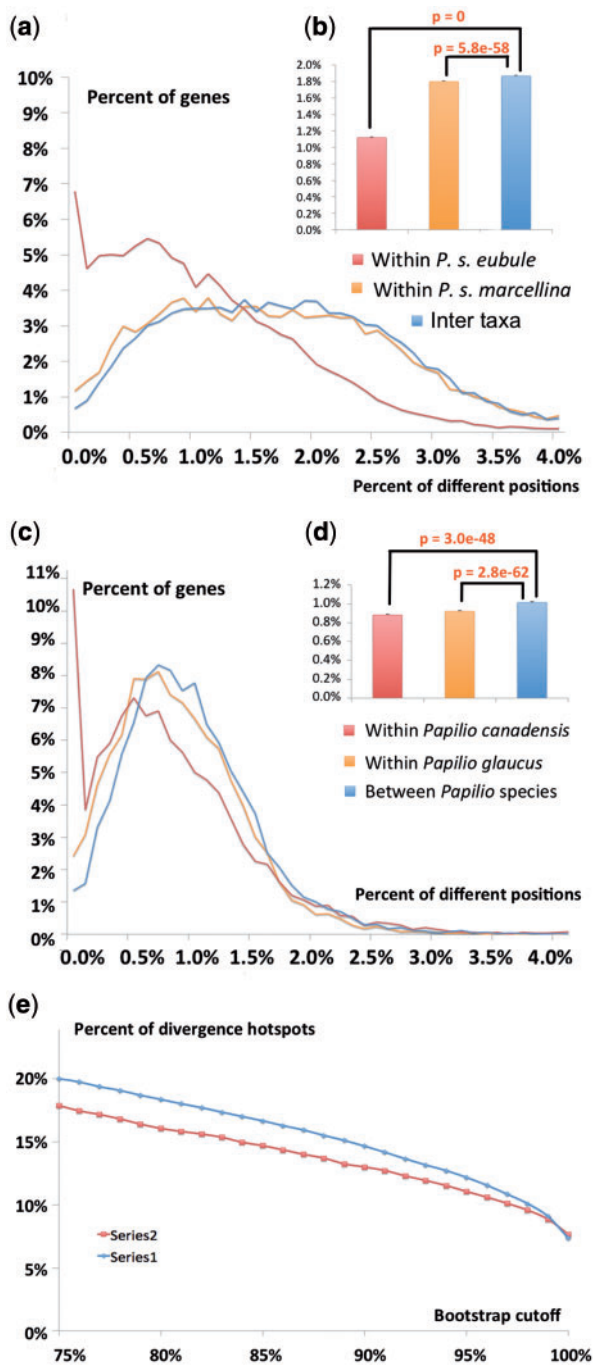 (a)
Percent of genes
10%
9%
8%
7%
6%
5%
4%
3%
2%
1%
0%
0.0% 0.5% 1.0% 1.5% 2.0% 2.5% 3.0% 3.5% 4.0%
Percent of different positions
(b)
p = 0
p = 5.8e-58
2.0%
1.8%
1.6%
1.4%
1.2%
1.0%
0.8%
0.6%
0.4%
0.2%
0.0%
Within P. s. eubule
Within P. s. marcellina
Inter taxa
(c)
Percent of genes
11%
10%
9%
8%
7%
6%
5%
4%
3%
2%
1%
0%
0.0% 0.5% 1.0% 1.5% 2.0% 2.5% 3.0% 3.5% 4.0%
Percent of different positions
(d)
p = 3.0e-48
p = 2.8e-62
1.2%
1.0%
0.8%
0.6%
0.4%
0.2%
0.0%
Within Papilio canadensis
Within Papilio glaucus
Between Papilio species
(e)
Percent of divergence hotspots
20%
15%
10%
5%
0%
Series2
Series1
Bootstrap cutoff
75% 80% 85% 90% 95% 100%